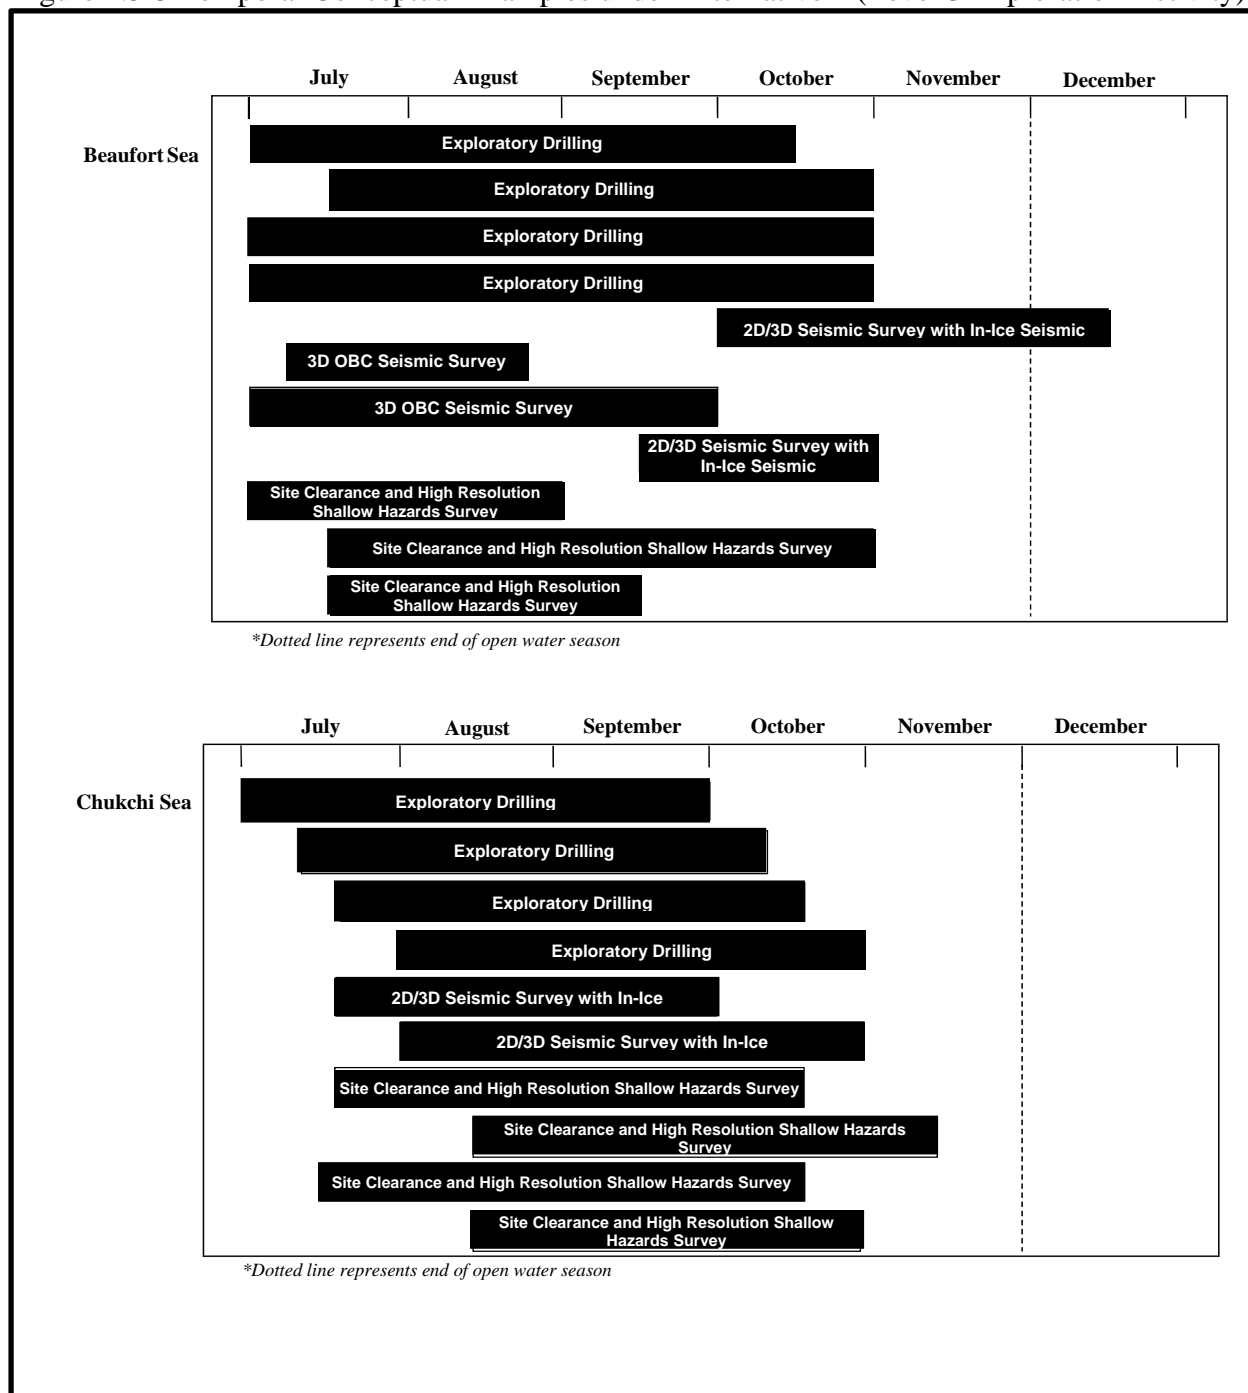 July August September October November December
Beaufort Sea
Exploratory Drilling
Exploratory Drilling
Exploratory Drilling
Exploratory Drilling
2D/3D Seismic Survey with In-Ice Seismic
3D OBC Seismic Survey
3D OBC Seismic Survey
2D/3D Seismic Survey with
In-Ice Seismic
Site Clearance and High Resolution
Shallow Hazards Survey
Site Clearance and High Resolution Shallow Hazards Survey
Site Clearance and High Resolution
Shallow Hazards Survey
*Dotted line represents end of open water season
July August September October November December
Chukchi Sea
Exploratory Drilling
Exploratory Drilling
Exploratory Drilling
Exploratory Drilling
2D/3D Seismic Survey with In-Ice
2D/3D Seismic Survey with In-Ice
Site Clearance and High Resolution Shallow Hazards Survey
Site Clearance and High Resolution Shallow Hazards
Survey
Site Clearance and High Resolution Shallow Hazards Survey
Site Clearance and High Resolution Shallow
Hazards Survey
*Dotted line represents end of open water season